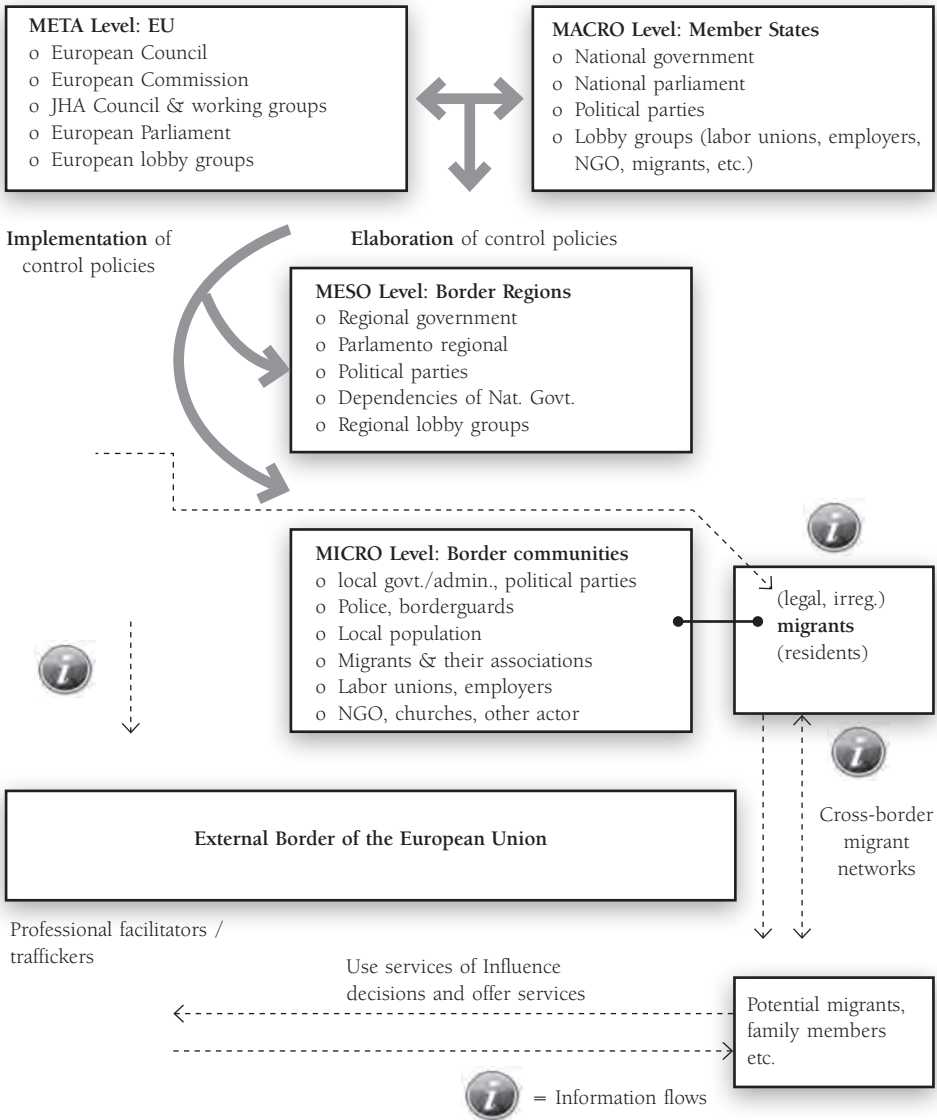 META Level: EU
o European Council
o European Commission
o JHA Council & working groups
o European Parliament
o European lobby groups
MACRO Level: Member States
o National government
o National parliament
o Political parties
o Lobby groups (labor unions, employers,
NGO, migrants, etc.)
Implementation of
control policies
Elaboration of control policies
MESO Level: Border Regions
o Regional government
o Parlamento regional
o Political parties
o Dependencies of Nat. Govt.
o Regional lobby groups
i
MICRO Level: Border communities
o local govt./admin., political parties
o Police, borderguards
o Local population
o Migrants & their associations
o Labor unions, employers
o NGO, churches, other actor
(legal, irreg.)
migrants
(residents)
i
i
Cross-border
migrant
networks
External Border of the European Union
Professional facilitators /
traffickers
Use services of Influence
decisions and offer services
Potential migrants,
family members
etc.
i = Information flows